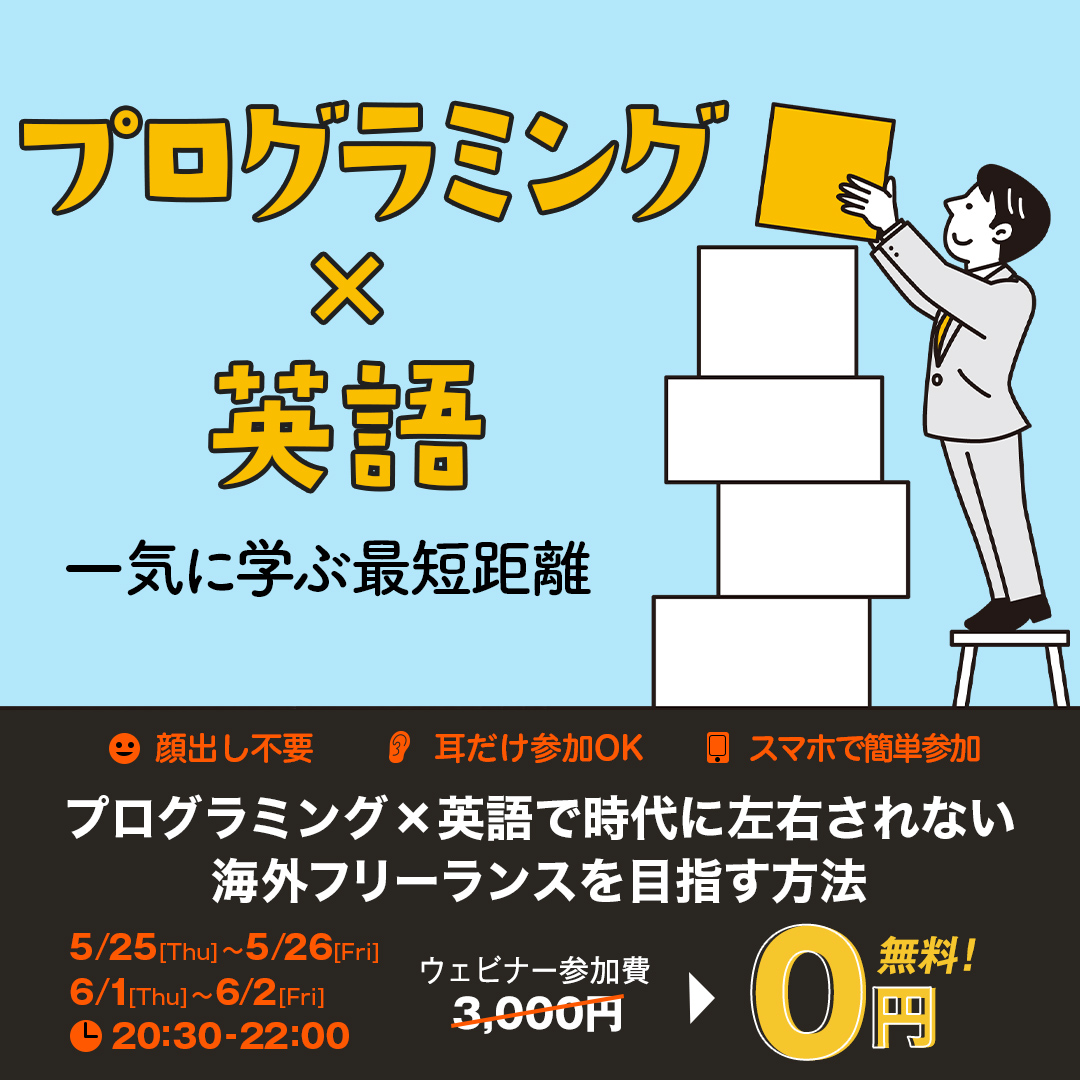 プログラミング
×
英語
一気に学ぶ最短距離
顔出し不要 耳だけ参加OK スマホで簡単参加
プログラミング×英語で時代に左右されない
海外フリーランスを目指す方法
5/25[Thu]~5/26[Fri]
6/1[Thu]~6/2[Fri]
20:30-22:00
ウェビナー参加費
3,000円
0円
無料!